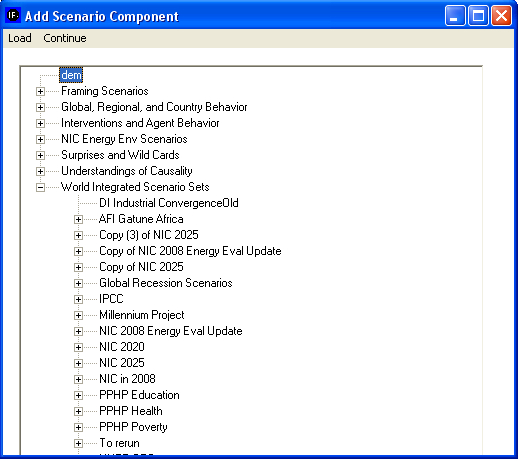 IFs Add Scenario Component
Load Continue
dem
Framing Scenarios
Global, Regional, and Country Behavior
Interventions and Agent Behavior
NIC Energy Env Scenarios
Surprises and Wild Cards
Understandings of Causality
World Integrated Scenario Sets
DI Industrial ConvergenceOld
AFI Gatune Africa
Copy (3) of NIC 2025
Copy of NIC 2008 Energy Eval Update
Copy of NIC 2025
Global Recession Scenarios
IPCC
Millennium Project
NIC 2008 Energy Eval Update
NIC 2020
NIC 2025
NIC in 2008
PPHP Education
PPHP Health
PPHP Poverty
To rerun